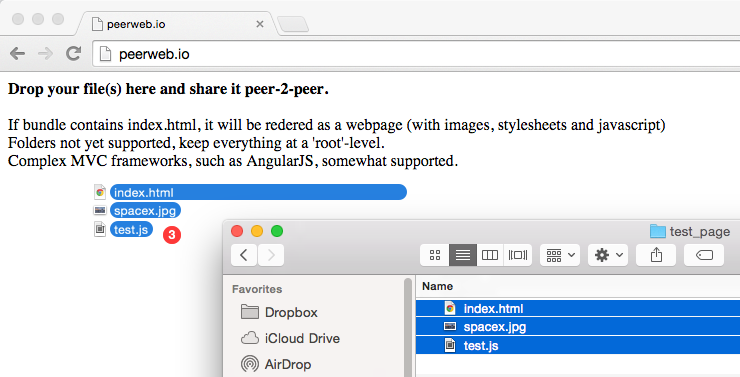 peerweb.io
peerweb.io
Drop your file(s) here and share it peer-2-peer.
If bundle contains index.html, it will be redered as a webpage (with images, stylesheets and javascript)
Folders not yet supported, keep everything at a 'root'-level.
Complex MVC frameworks, such as AngularJS, somewhat supported.
index.html
spacex.jpg
test.js
3
test_page
Favorites
Dropbox
iCloud Drive
AirDrop
Name
index.html
spacex.jpg
test.js